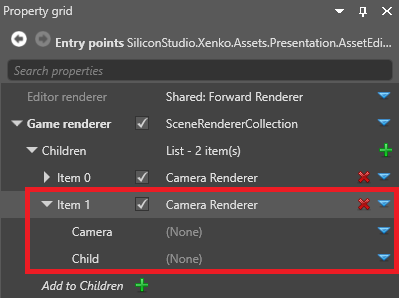 Property grid
Entry points SiliconStudio.Xenko.Assets.Presentation.AssetEdi...
Search properties
Editor renderer Shared: Forward Renderer
Game renderer SceneRendererCollection
Children List - 2 item(s)
Item 0 Camera Renderer
Item 1 Camera Renderer
Camera (None)
Child (None)
Add to Children